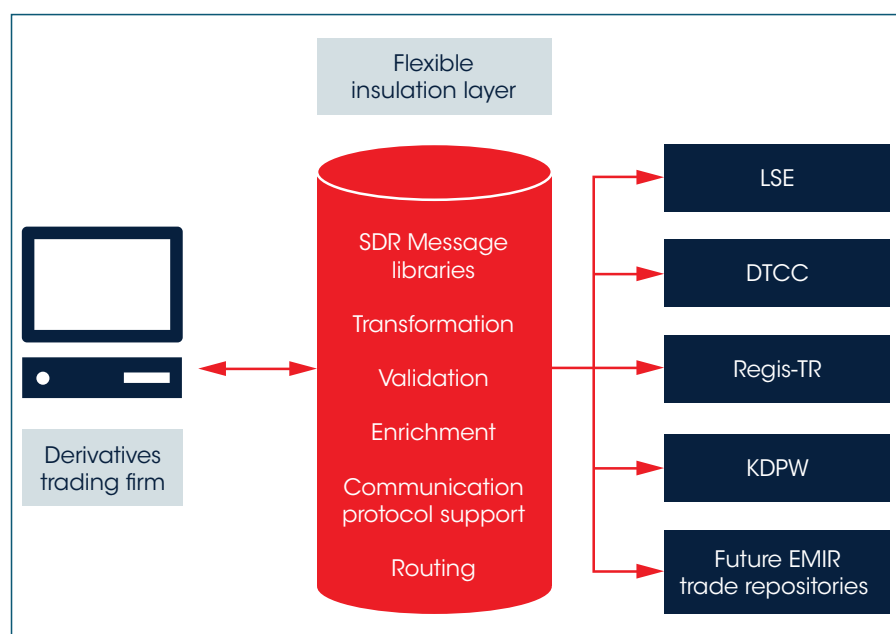 Flexible
insulation layer
SDR Message
libraries
Transformation
Validation
Enrichment
Communication
protocol support
Routing
Derivatives
trading firm
LSE
DTCC
Regis-TR
KDPW
Future EMIR
trade repositories